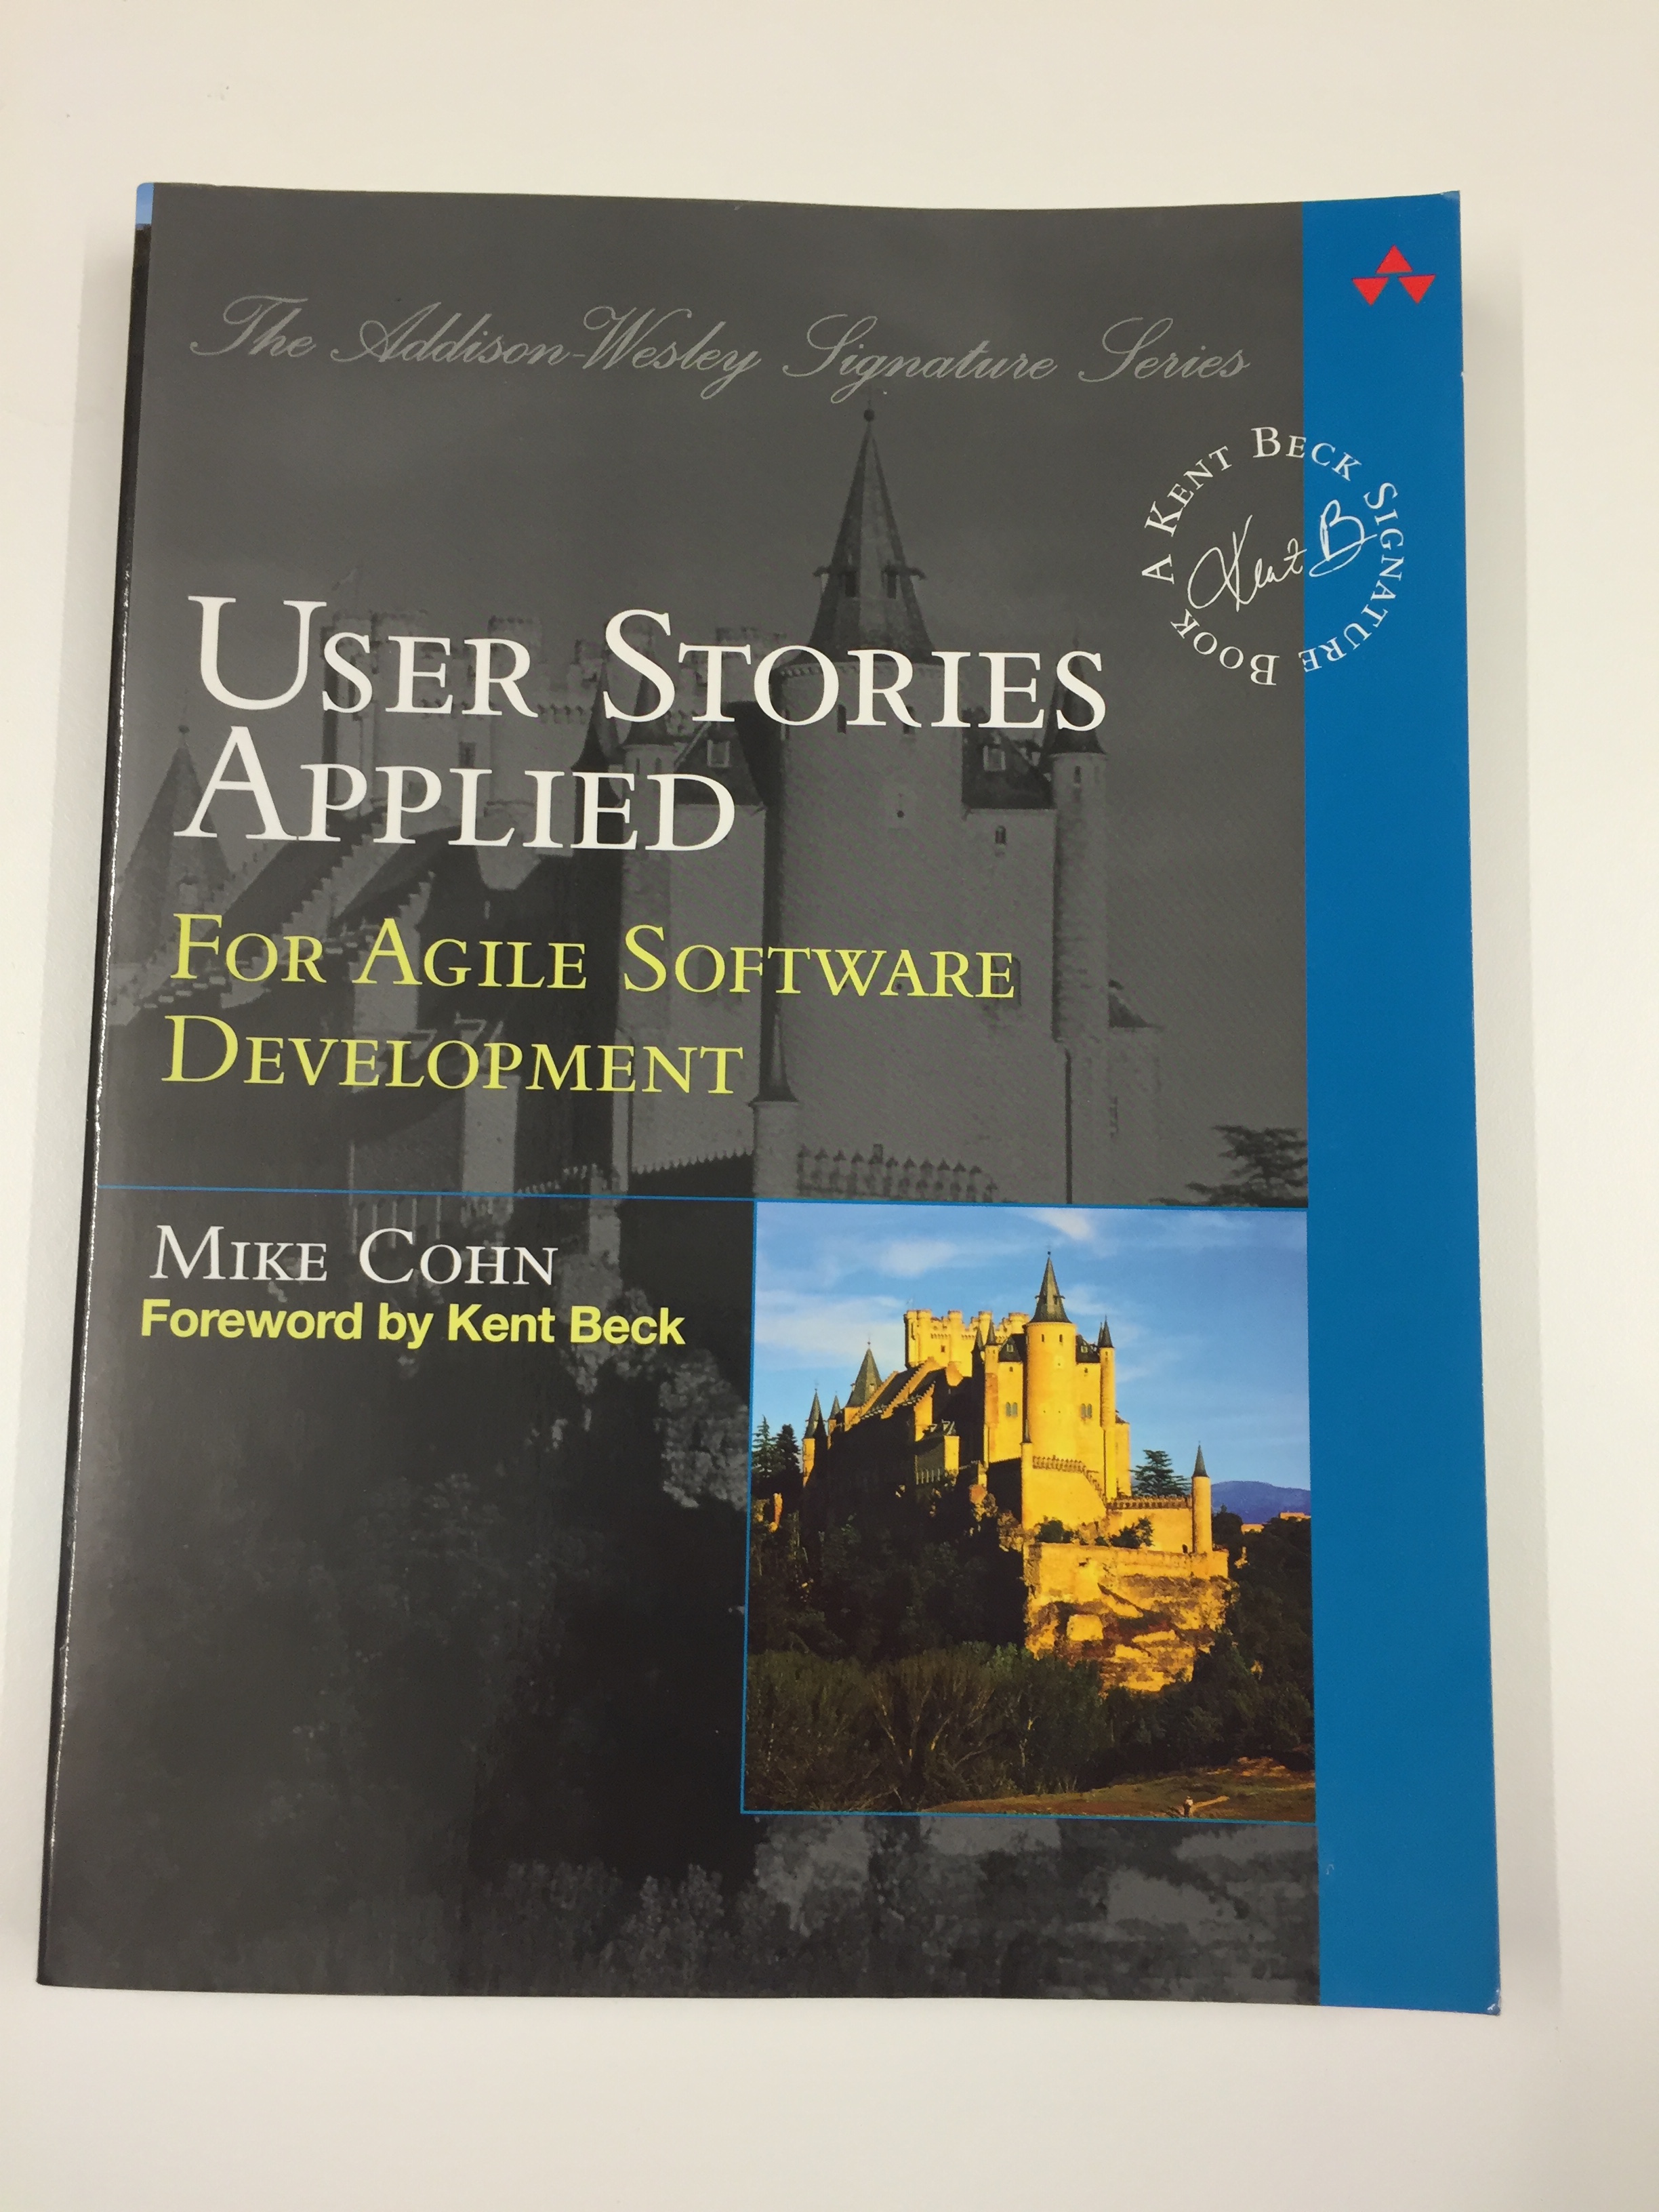 The Addison-Wesley Signature Series
A KENT BECK SIGNATURE BOOK
Kent B
USER STORIES
APPLIED
FOR AGILE SOFTWARE
DEVELOPMENT
MIKE COHN
Foreword by Kent Beck